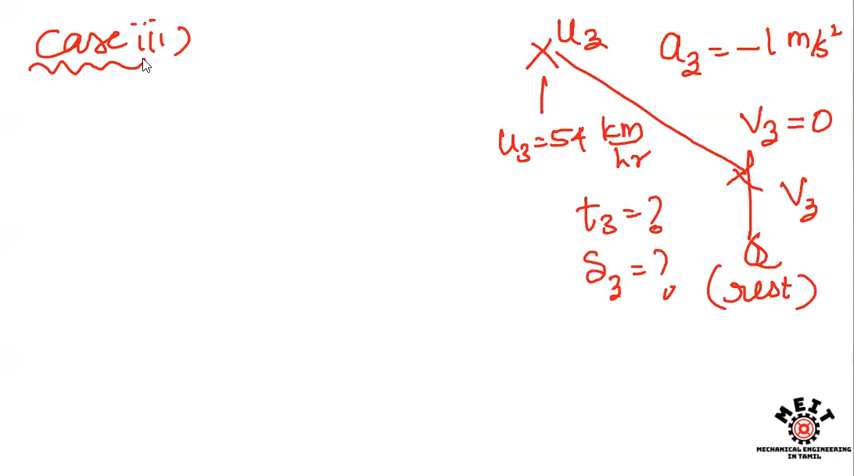 Case iii)
u3
a3 = -1 m/s²
u3 = 54 km/hr
V3 = 0
V3
t3 = ?
S3 = ?
Q
(rest)
MEIT
MECHANICAL ENGINEERING
IN TAMIL